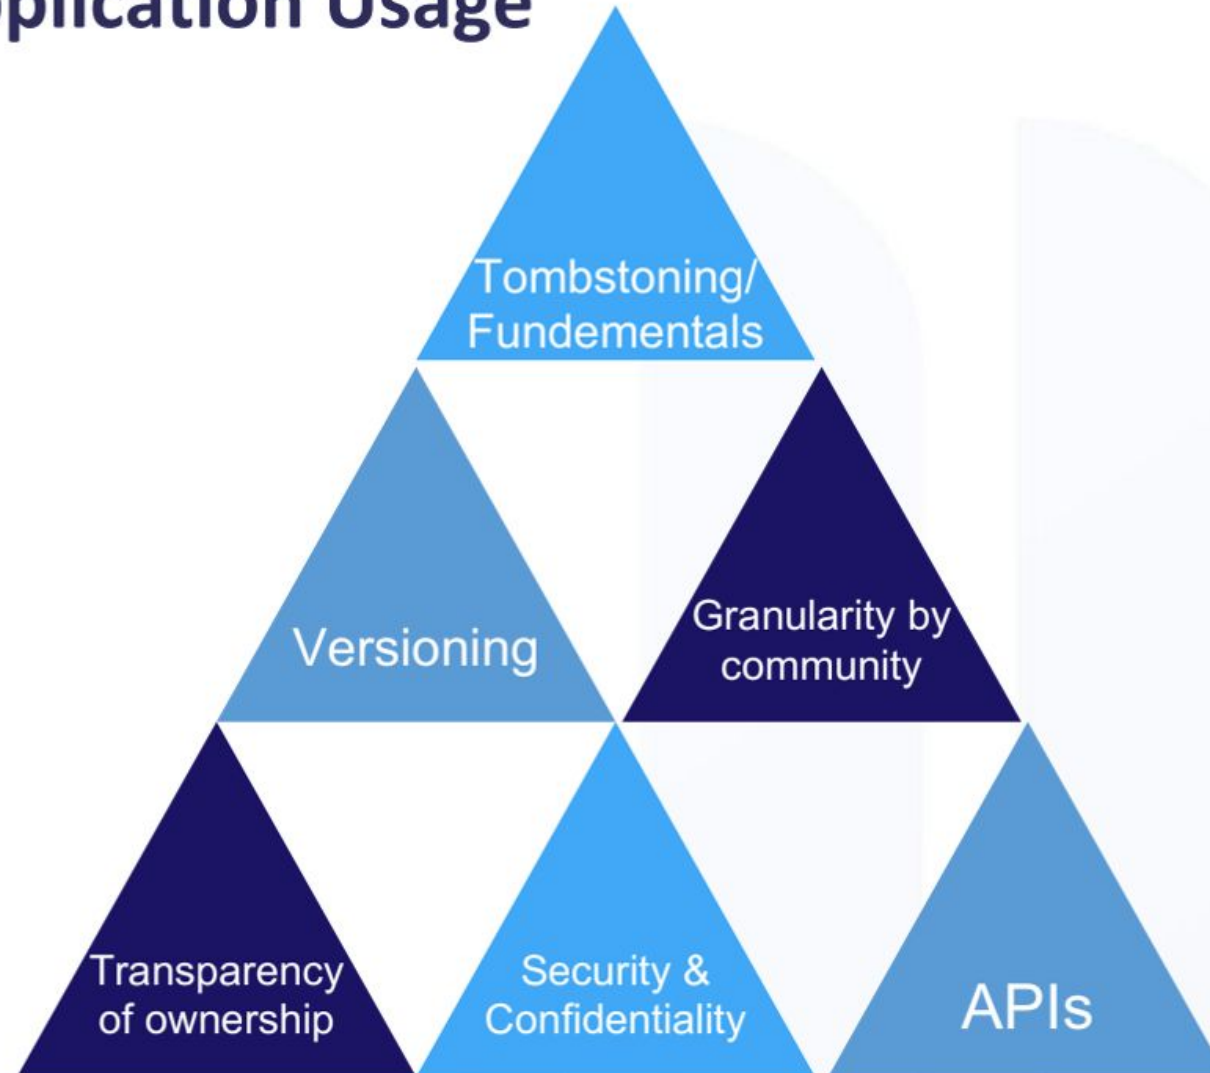 plication Usage
Tombstoning/
Fundementals
Versioning
Granularity by
community
Transparency
of ownership
Security &
Confidentiality
APIs